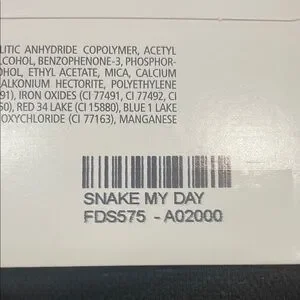 LITIC ANHYDRIDE COPOLYMER, ACETYL
LCOHOL, BENZOPHENONE-3, PHOSPHOR-
OHOL, ETHYL ACETATE, MICA, CALCIUM
ALKONIUM HECTORITE, POLYETHYLENE
91), IRON OXIDES (CI 77491, CI 77492, CI
50), RED 34 LAKE (CI 15880), BLUE 1 LAKE
OXYCHLORIDE (CI 77163), MANGANESE
SNAKE MY DAY
FDS575 - A02000